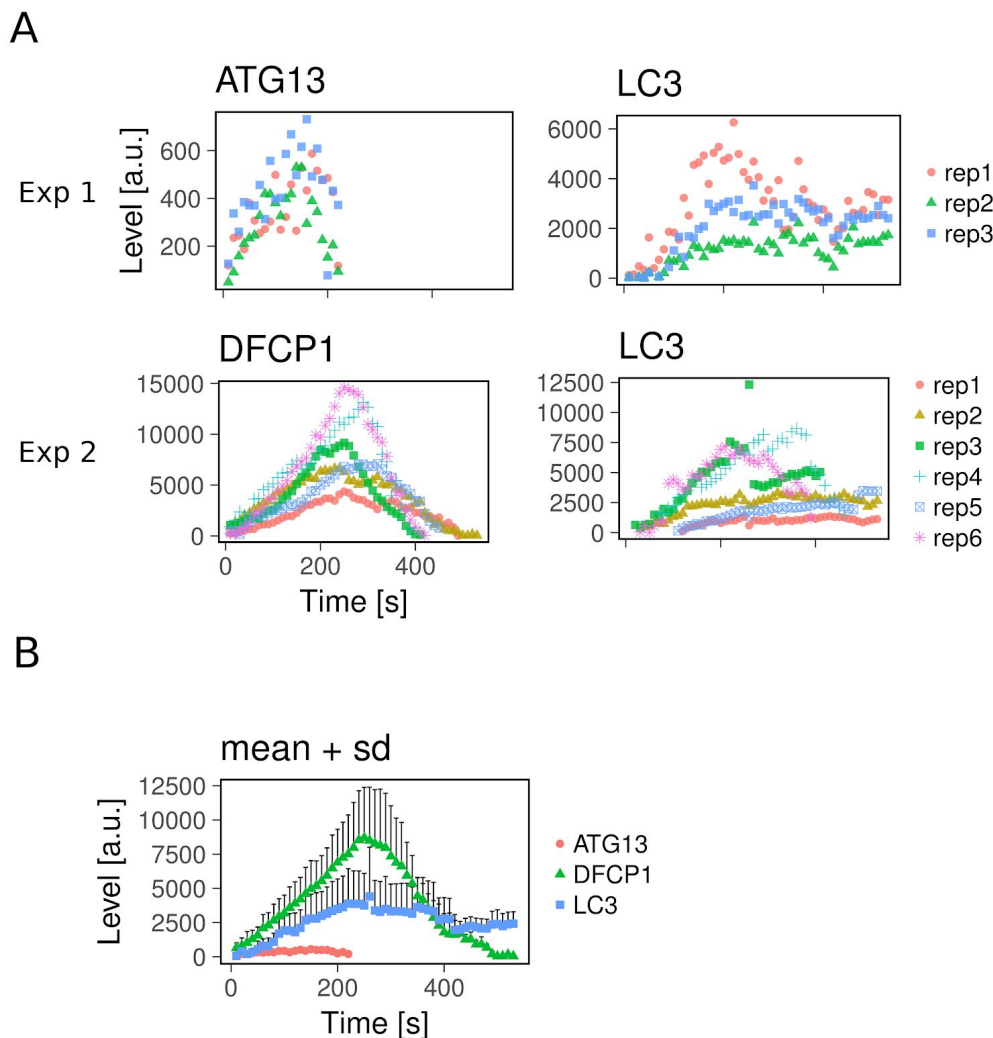 A
ATG13
LC3
Exp 1
Level [a.u.]
600
400
200
6000
4000
2000
0
rep1
rep2
rep3
DFCP1
LC3
Exp 2
15000
10000
5000
0
0
200
400
Time [s]
12500
10000
7500
5000
2500
0
rep1
rep2
rep3
rep4
rep5
rep6
B
mean + sd
Level [a.u.]
12500
10000
7500
5000
2500
0
0
200
400
Time [s]
ATG13
DFCP1
LC3